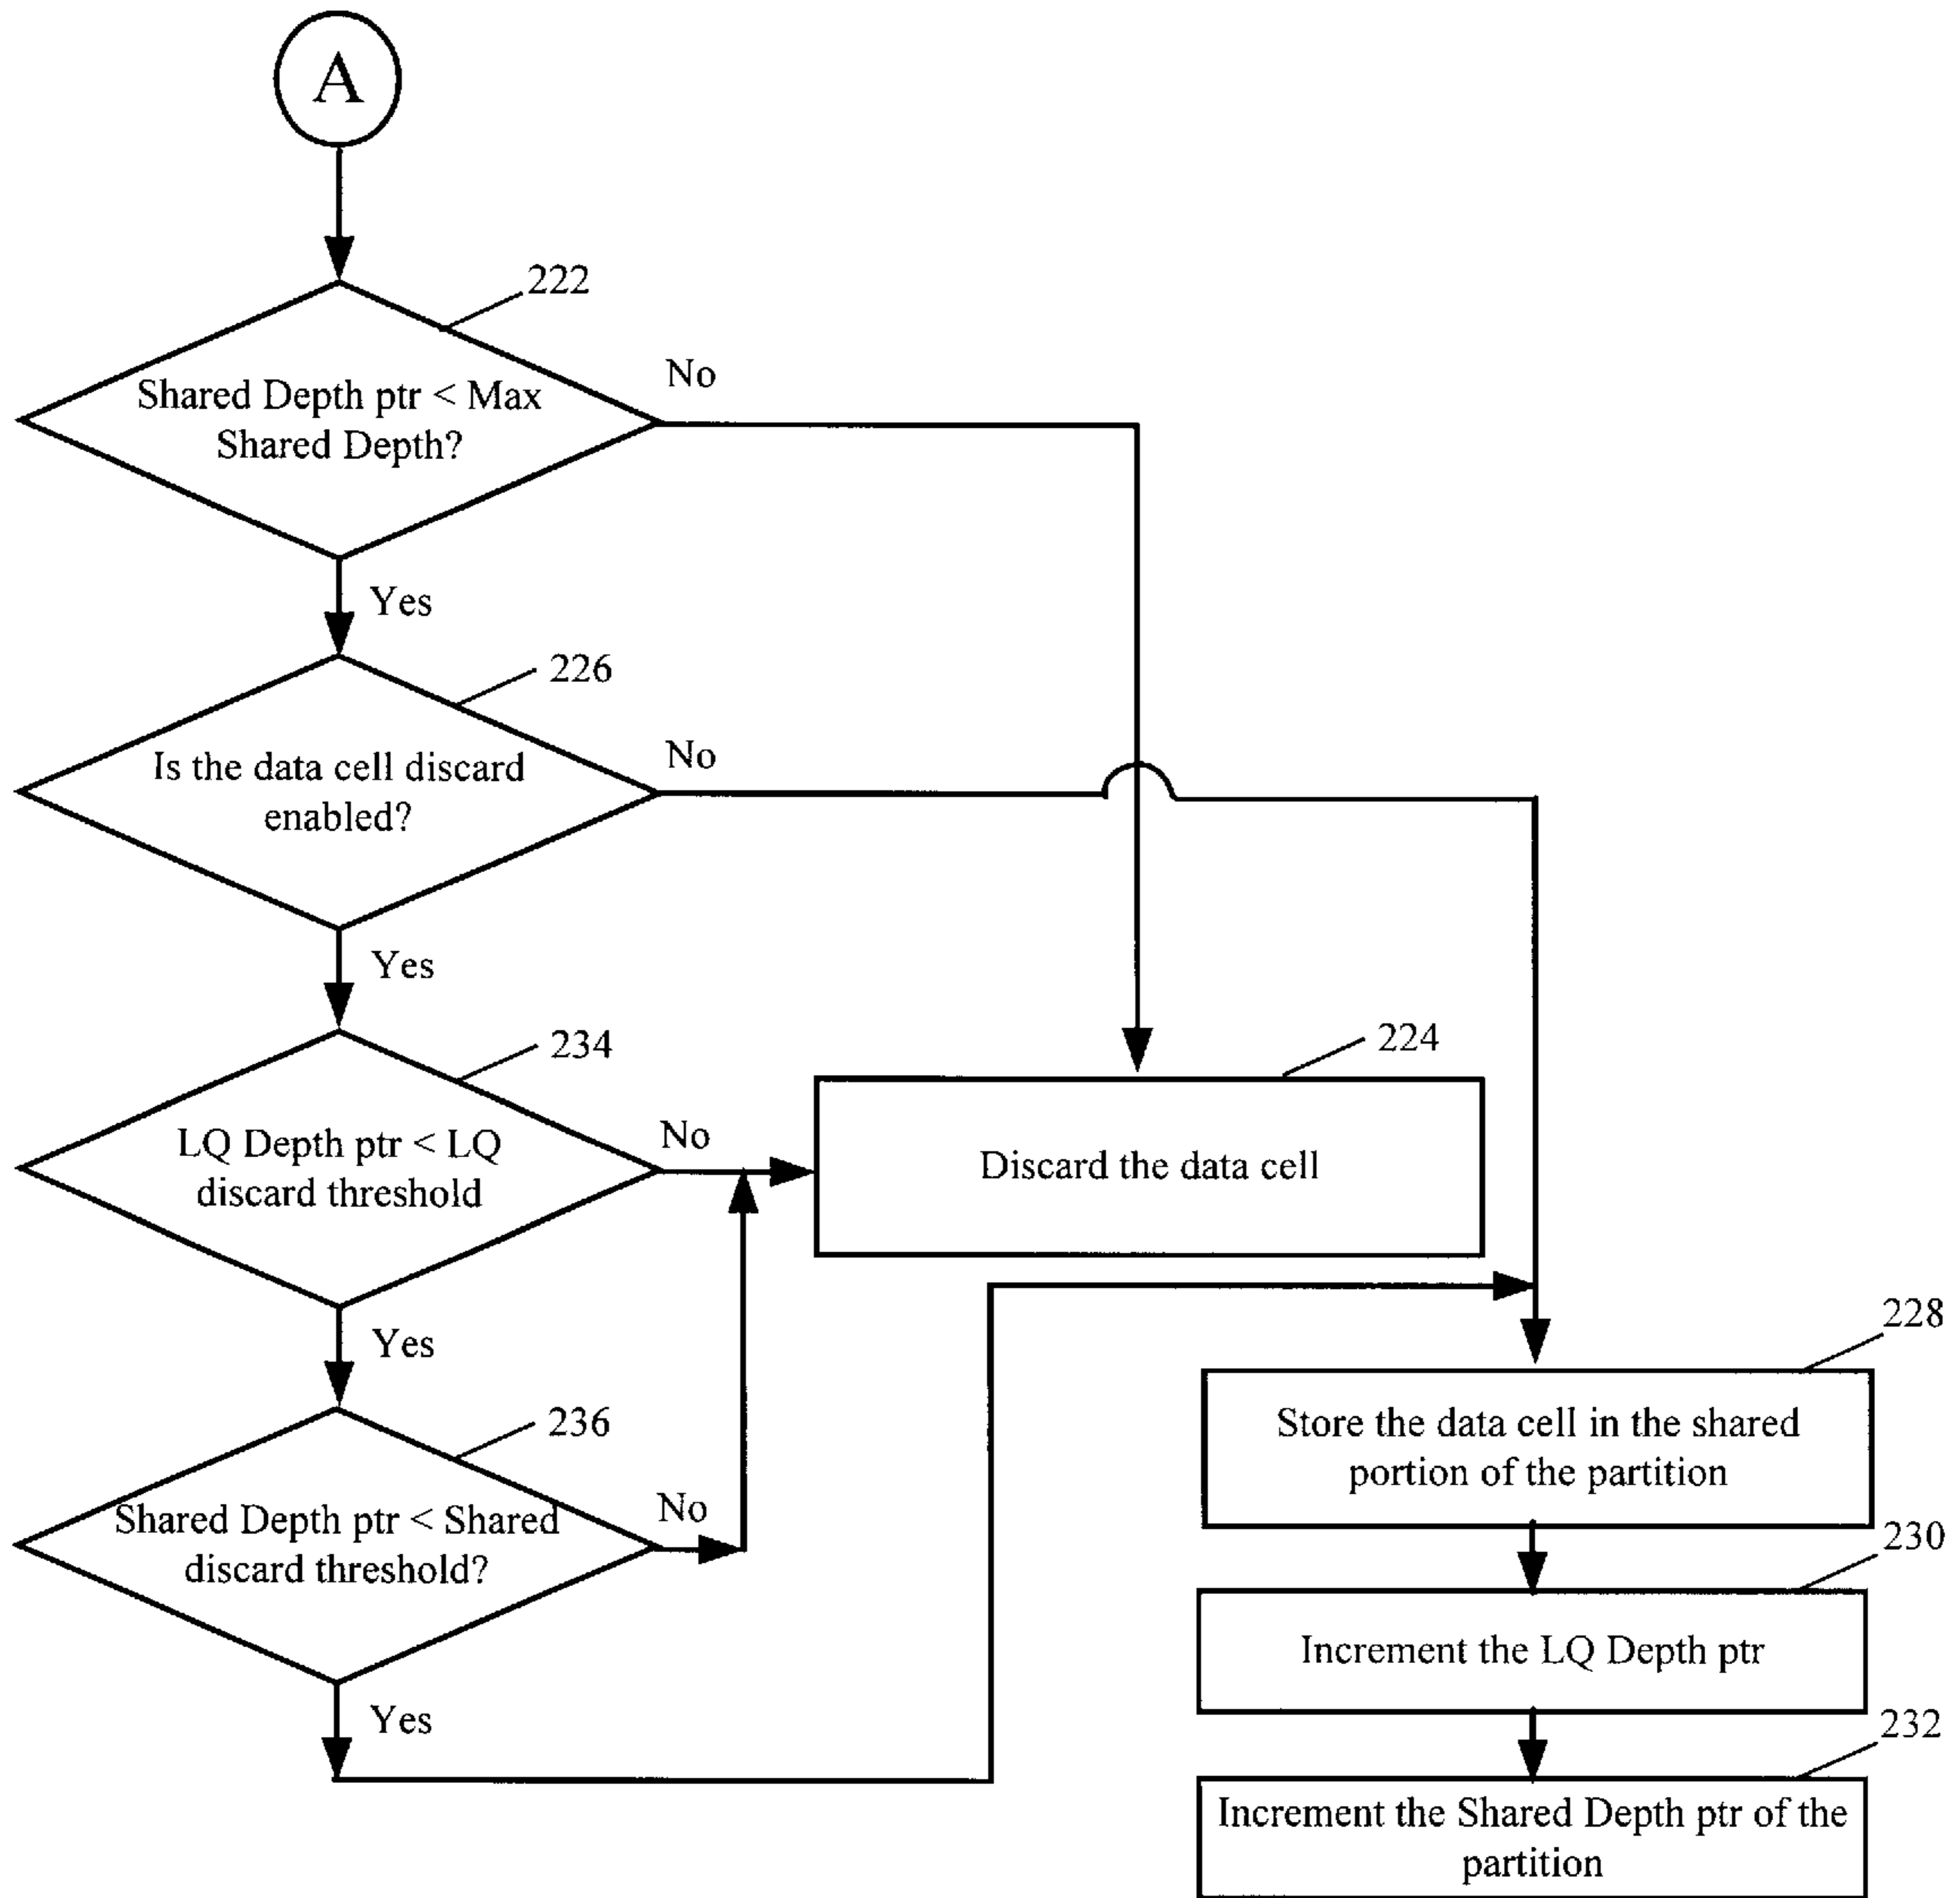 A
222
Shared Depth ptr < Max
Shared Depth?
No
Yes
226
Is the data cell discard
enabled?
No
Yes
234
LQ Depth ptr < LQ
discard threshold
No
Yes
224
Discard the data cell
236
Shared Depth ptr < Shared
discard threshold?
No
Yes
228
Store the data cell in the shared
portion of the partition
230
Increment the LQ Depth ptr
232
Increment the Shared Depth ptr of the
partition